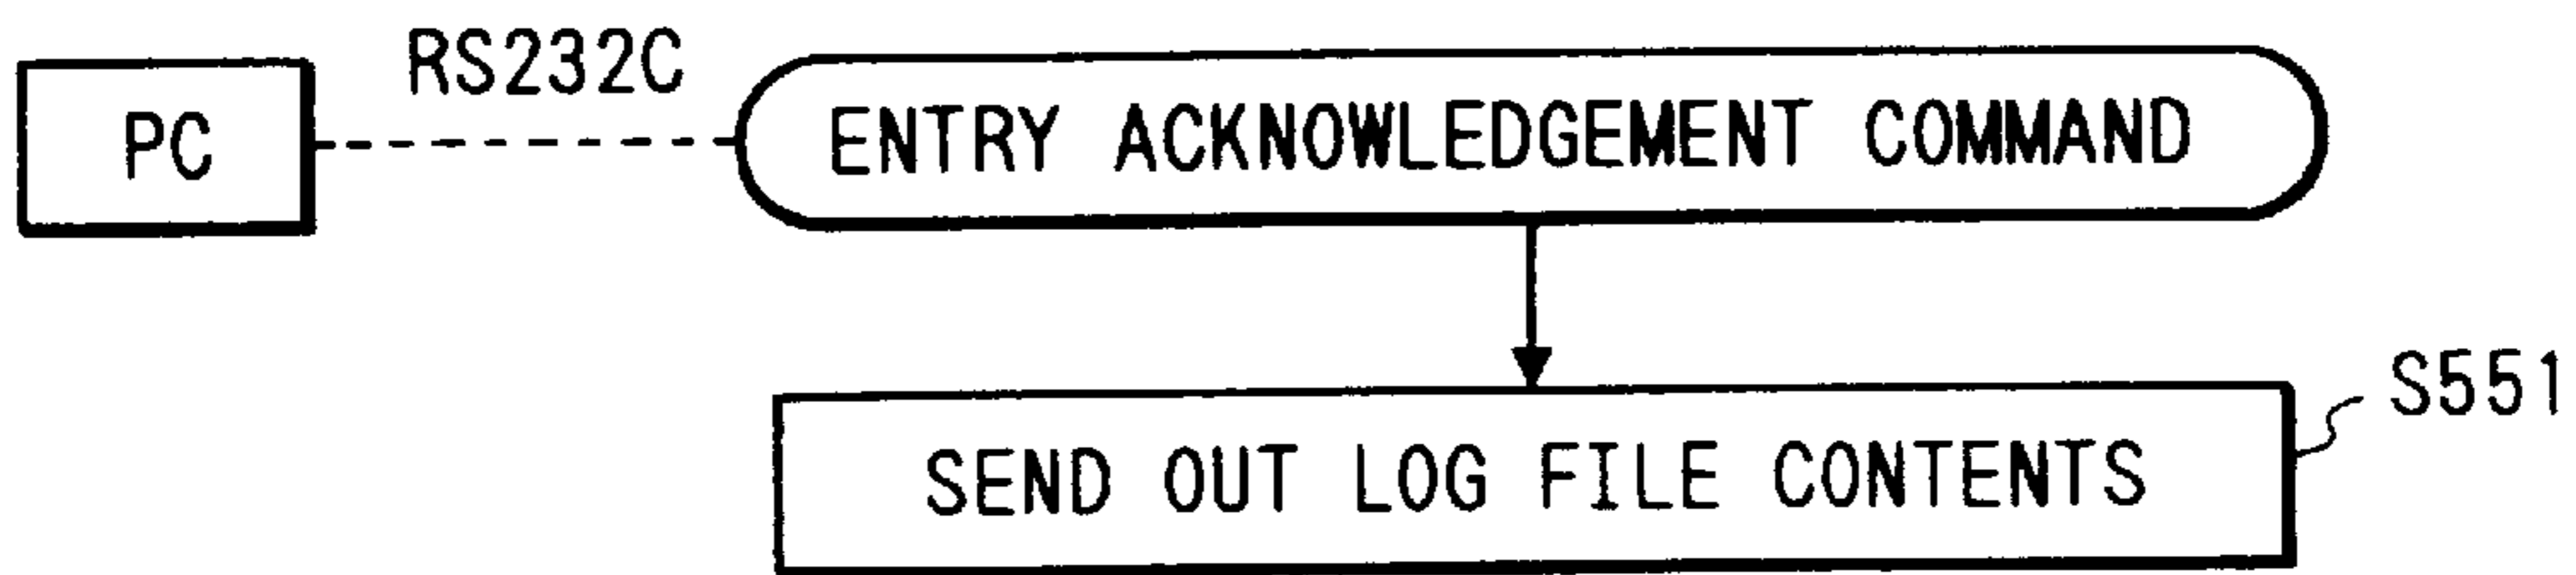 RS232C
PC
ENTRY ACKNOWLEDGEMENT COMMAND
S551
SEND OUT LOG FILE CONTENTS